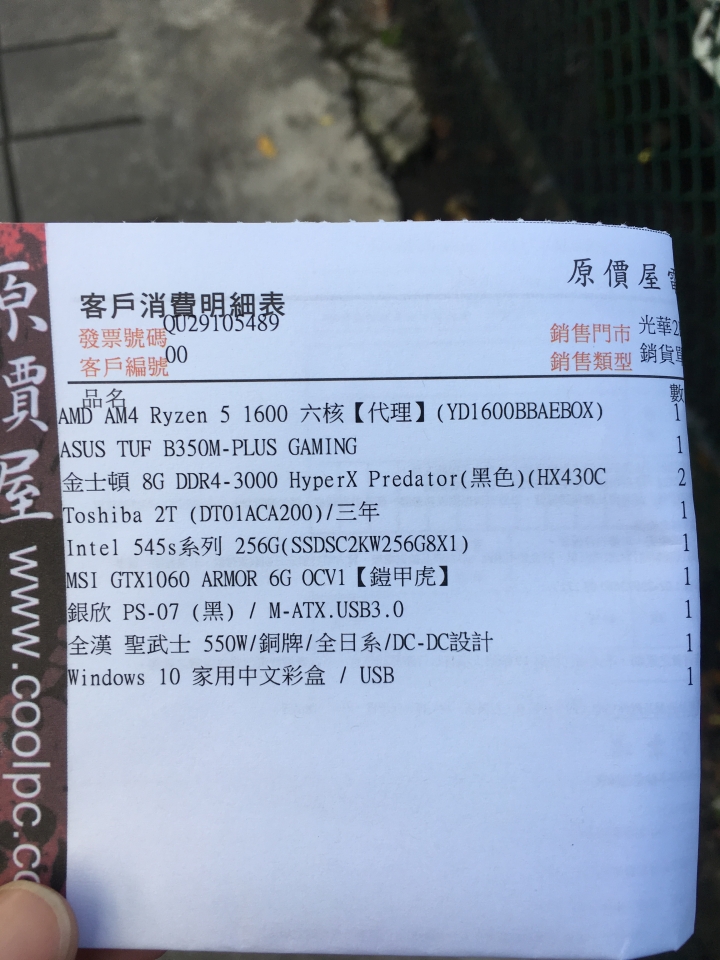 原價屋
客戶消費明細表
發票號碼 QU29105489
銷售門市 光華2
客戶編號 00
銷售類型 銷貨單
品名 數
AMD AM4 Ryzen 5 1600 六核【代理】(YD1600BBAEBOX) 1
ASUS TUF B350M-PLUS GAMING 1
金士頓 8G DDR4-3000 HyperX Predator(黑色)(HX430C 2
Toshiba 2T (DT01ACA200)/三年 1
Intel 545s系列 256G(SSDSC2KW256G8X1) 1
MSI GTX1060 ARMOR 6G OCV1【鎧甲虎】 1
銀欣 PS-07 (黑) / M-ATX.USB3.0 1
全漢 聖武士 550W/銅牌/全日系/DC-DC設計 1
Windows 10 家用中文彩盒 / USB 1
原價屋 www.coolpc.c